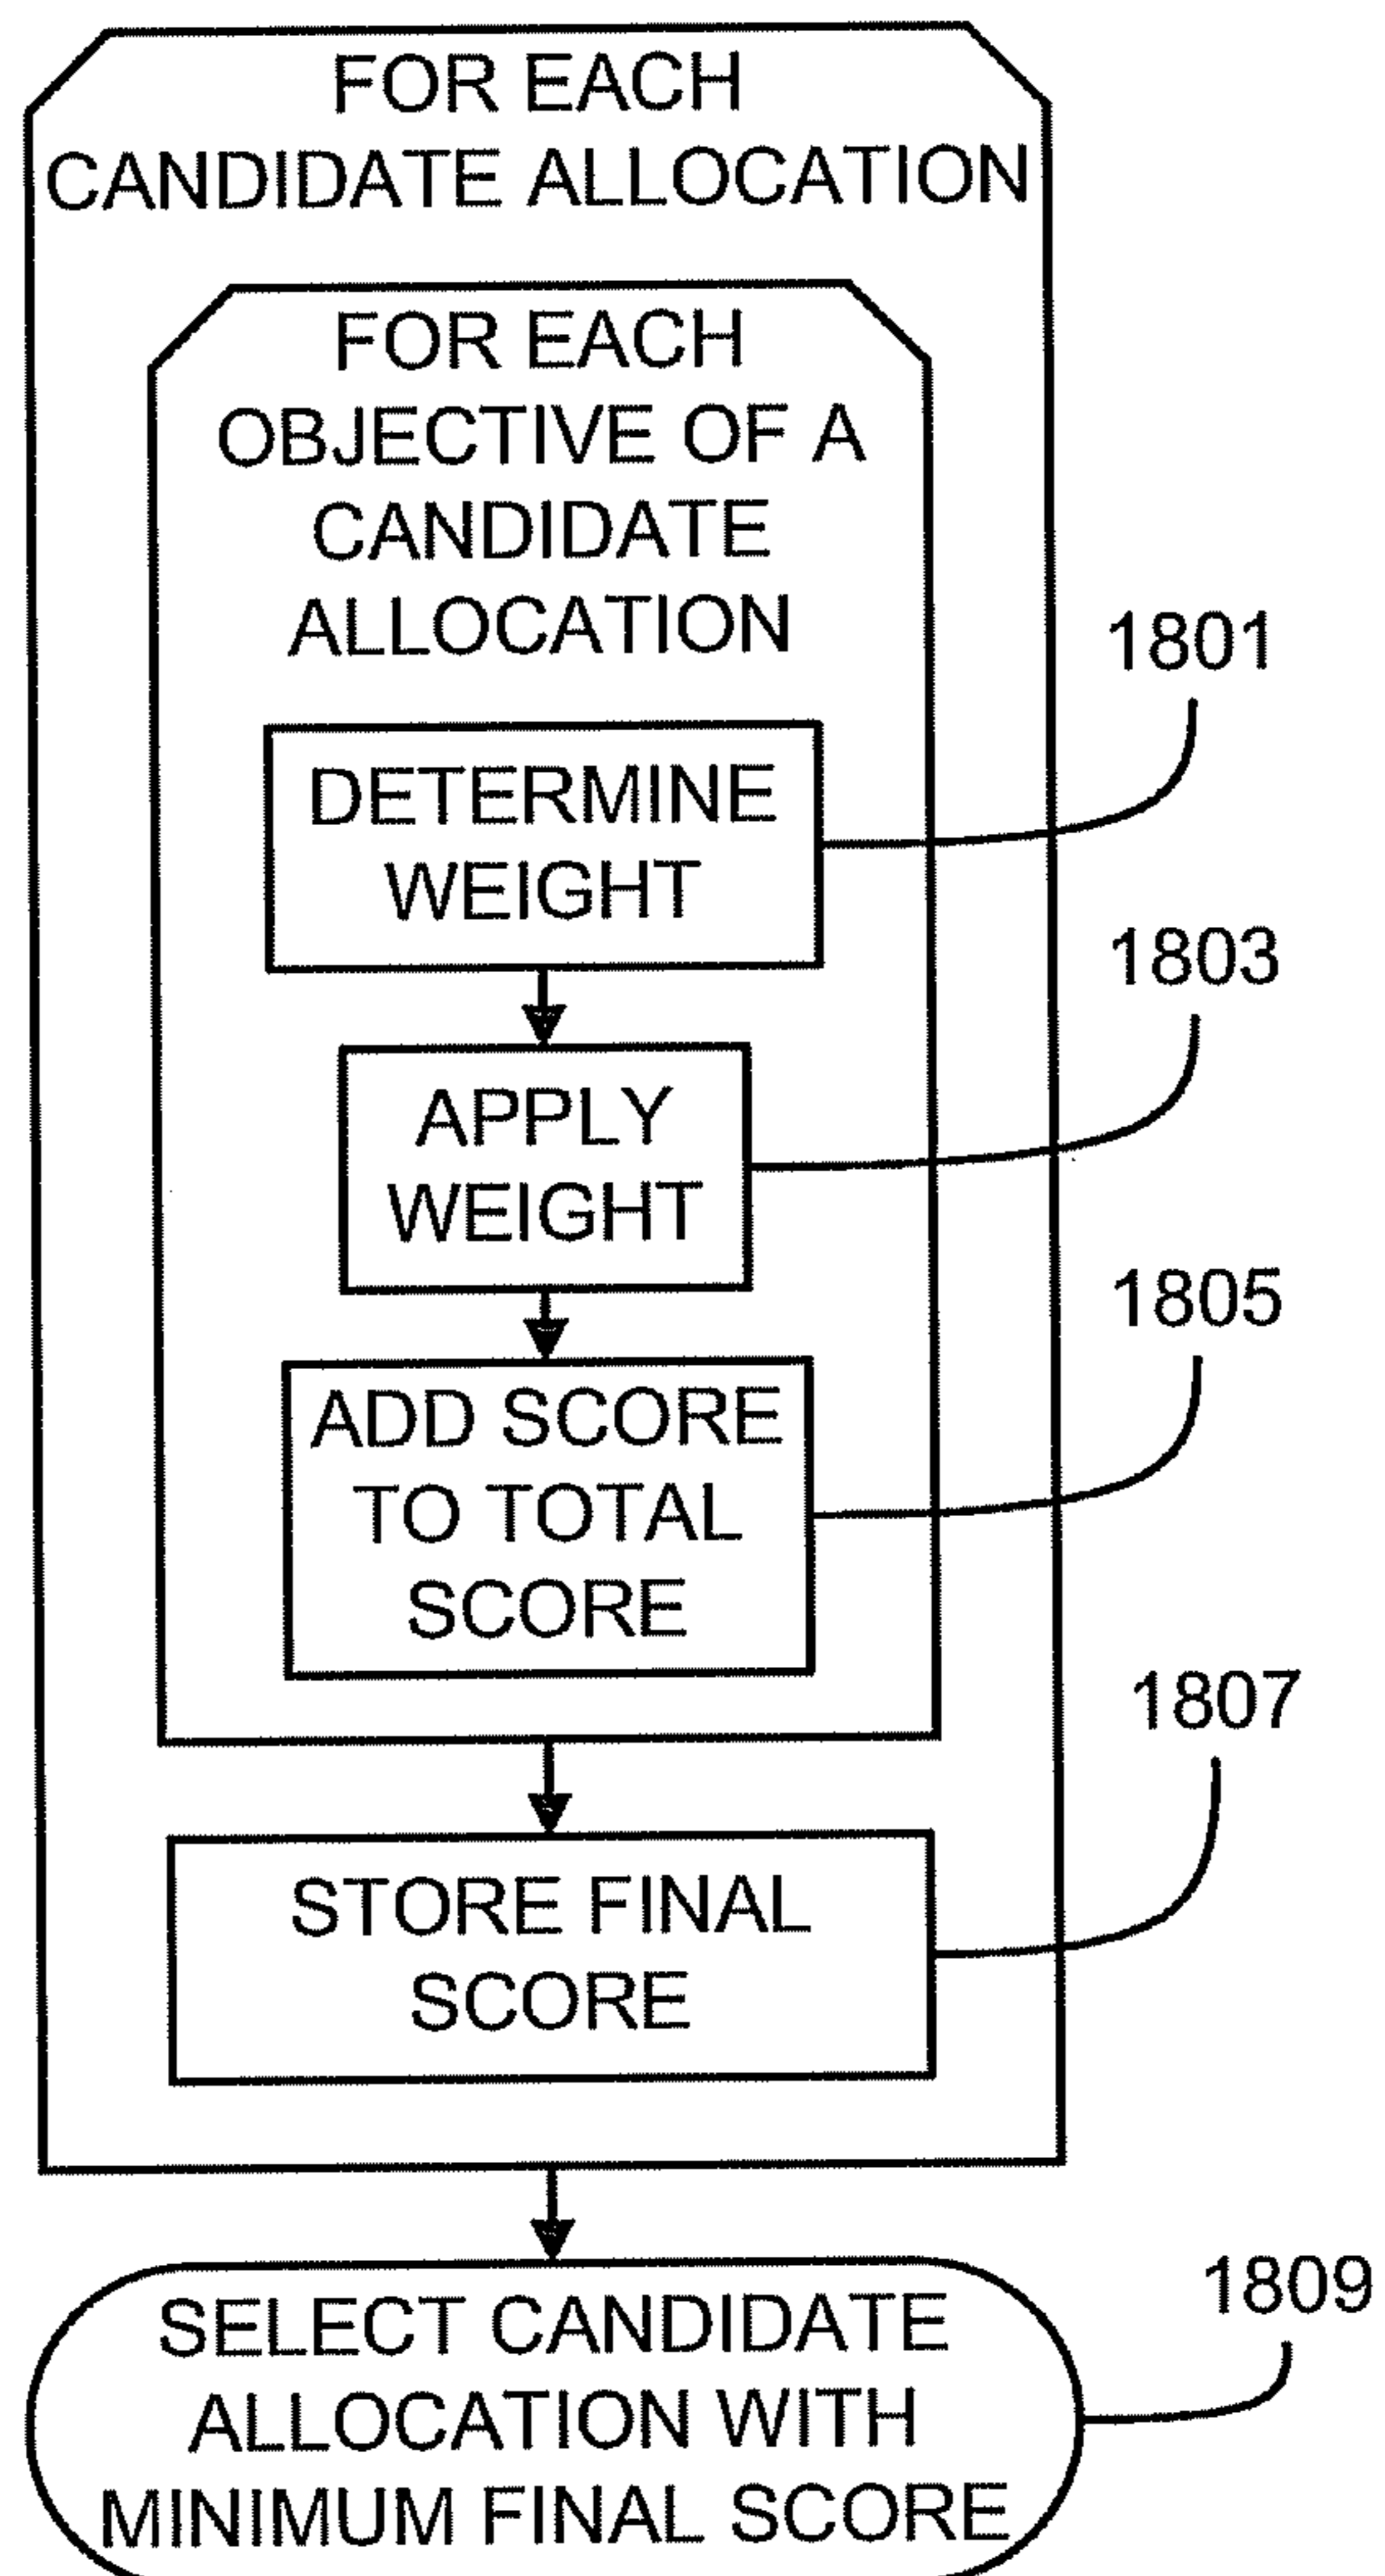 FOR EACH
CANDIDATE ALLOCATION
FOR EACH
OBJECTIVE OF A
CANDIDATE
ALLOCATION
1801
DETERMINE
WEIGHT
1803
APPLY
WEIGHT
1805
ADD SCORE
TO TOTAL
SCORE
1807
STORE FINAL
SCORE
1809
SELECT CANDIDATE
ALLOCATION WITH
MINIMUM FINAL SCORE